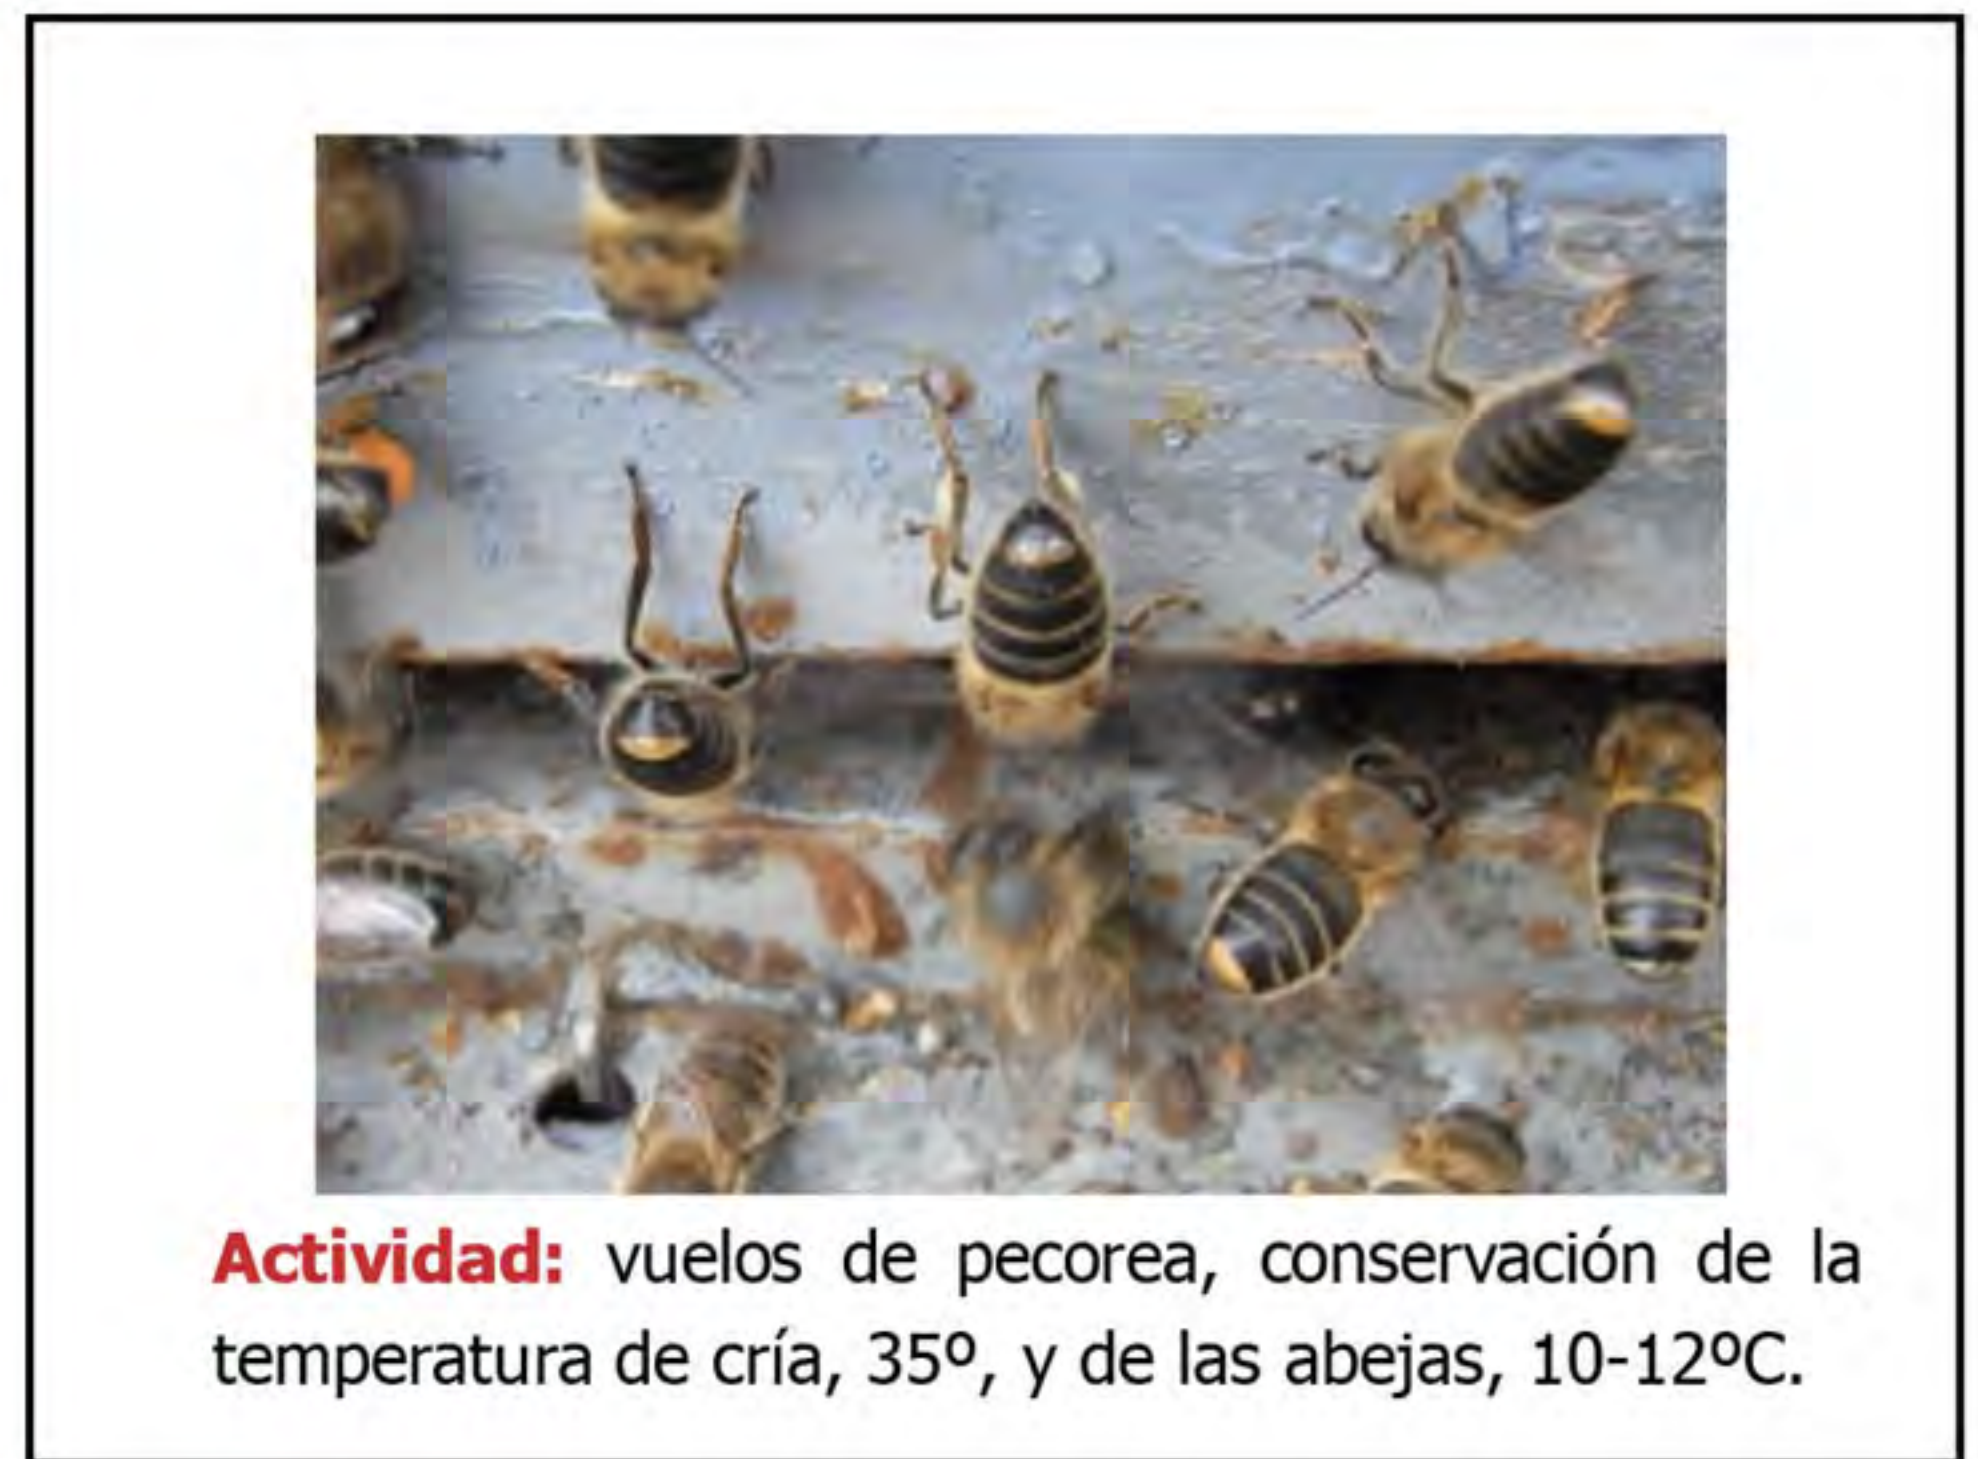 Actividad: vuelos de pecorea, conservación de la
temperatura de cría, 35º, y de las abejas, 10-12ºC.